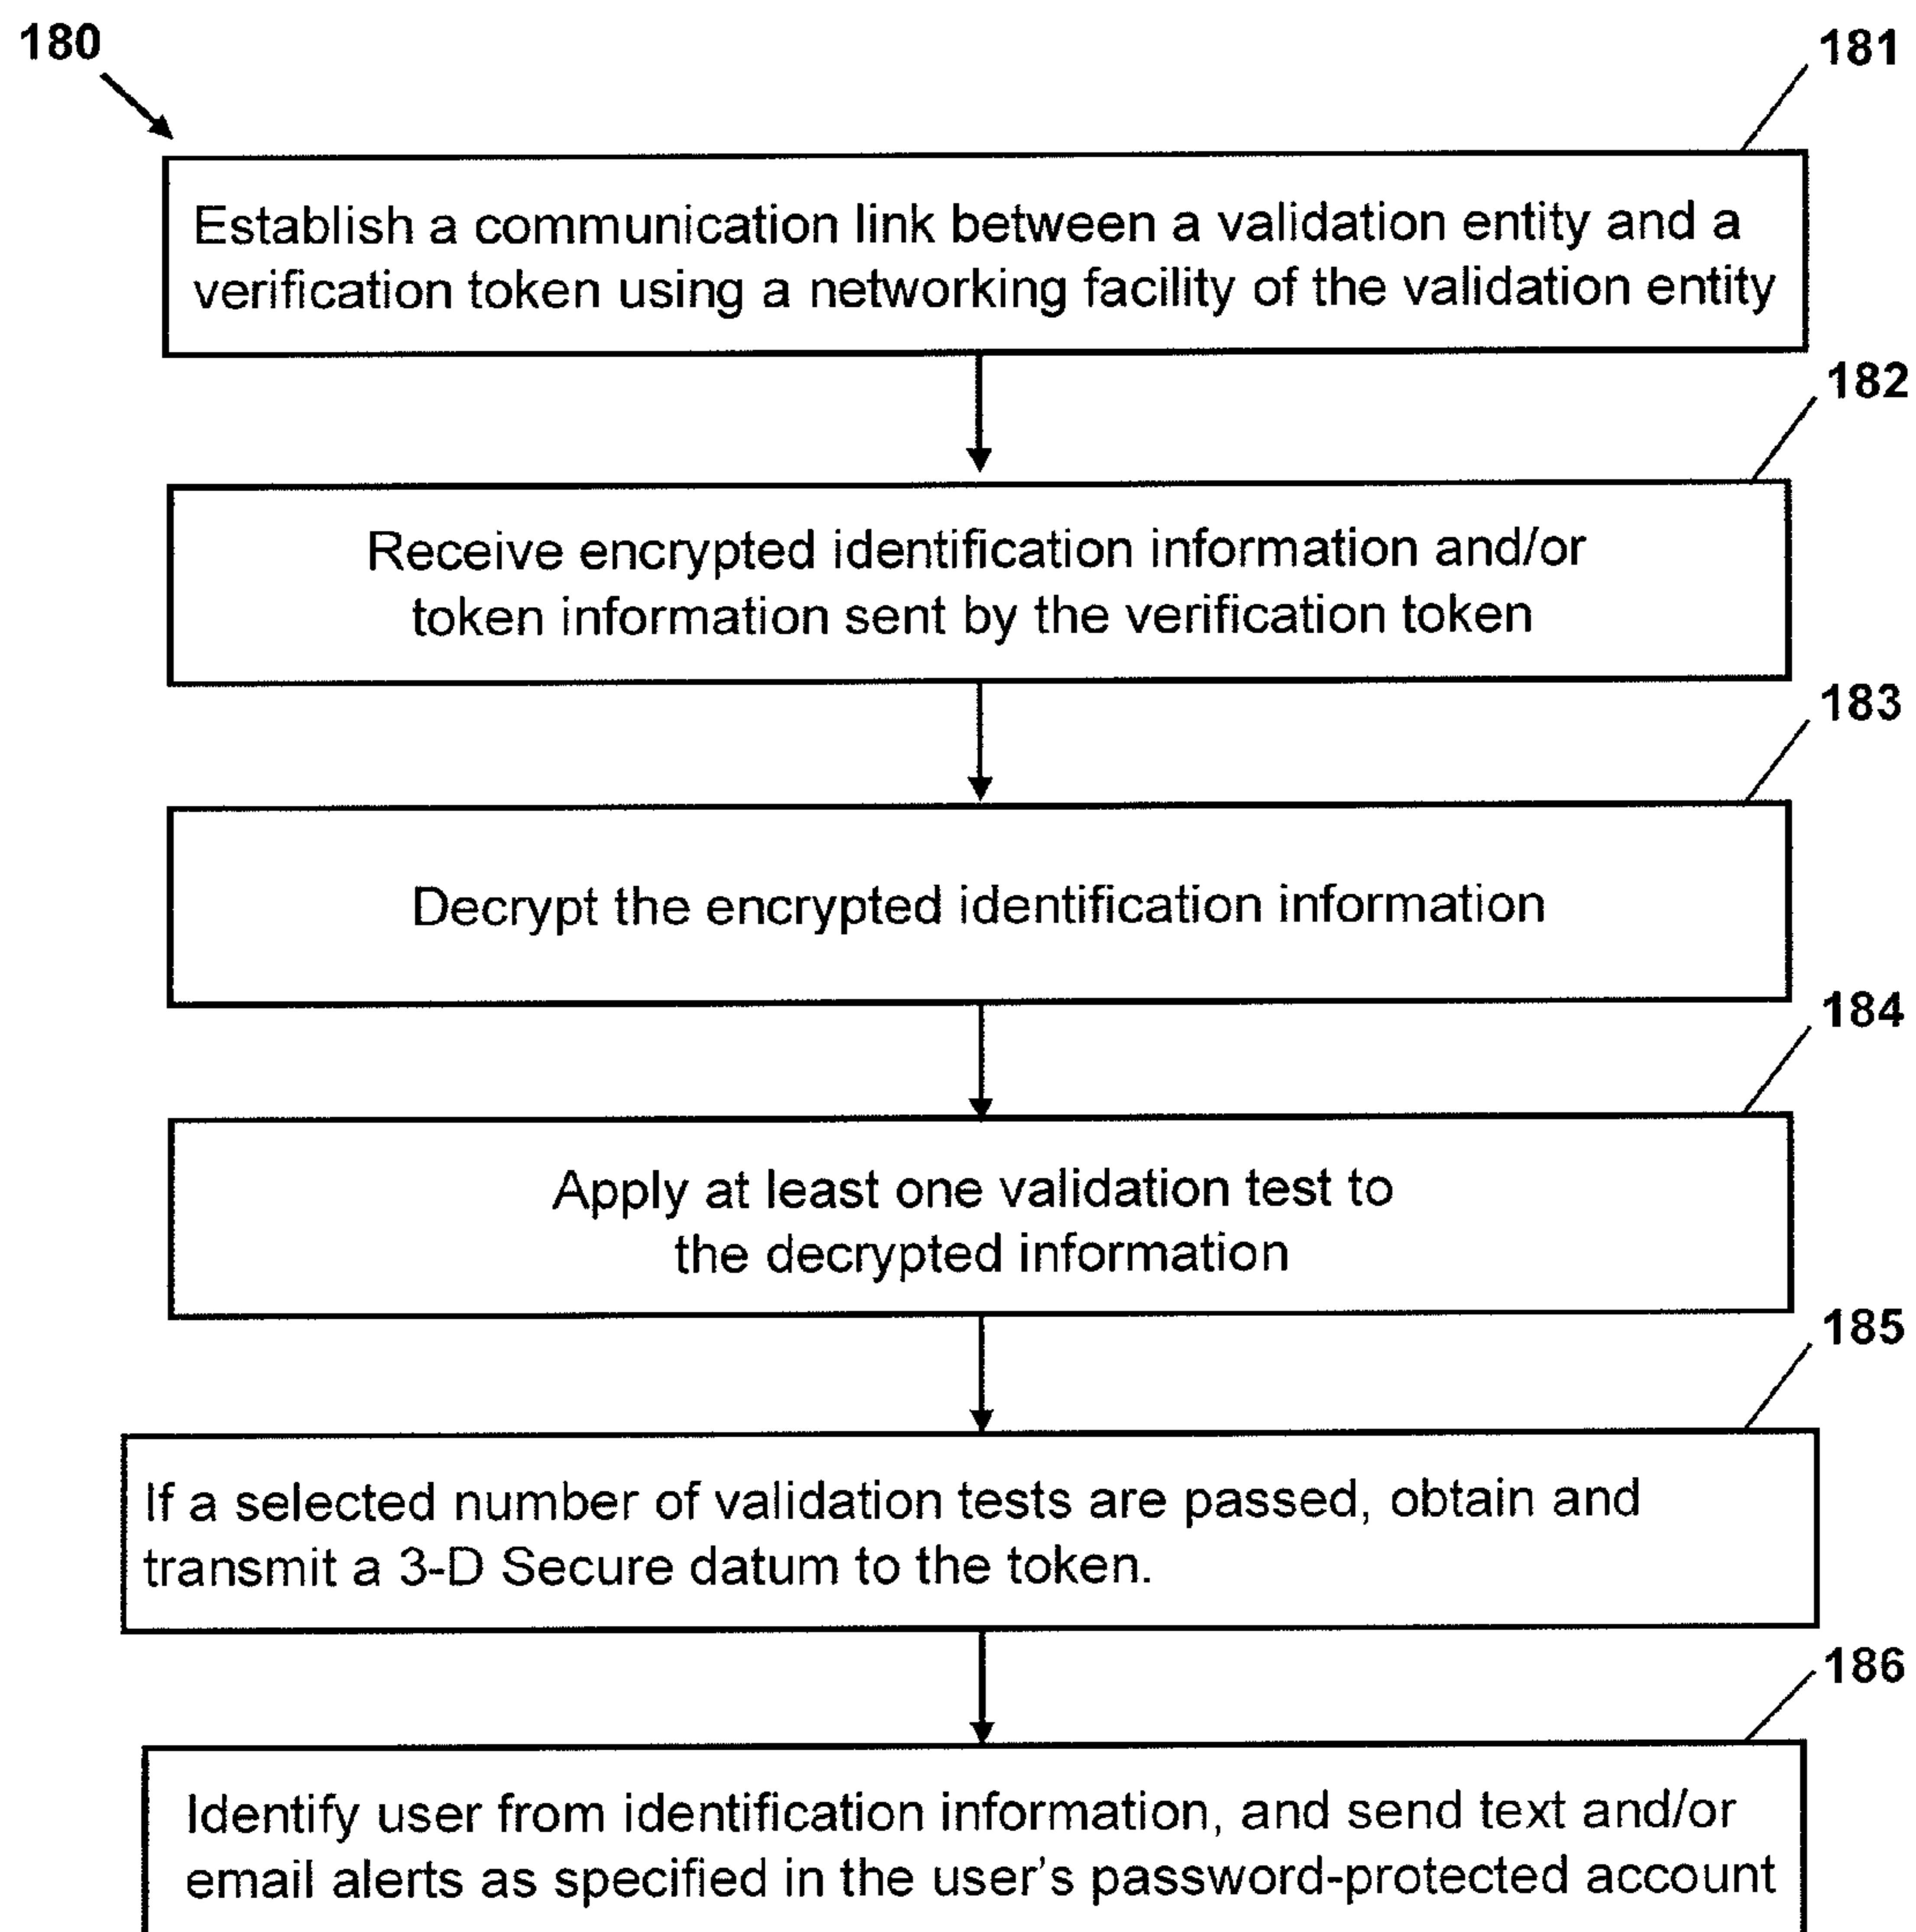 180
181
Establish a communication link between a validation entity and a
verification token using a networking facility of the validation entity
182
Receive encrypted identification information and/or
token information sent by the verification token
183
Decrypt the encrypted identification information
184
Apply at least one validation test to
the decrypted information
185
If a selected number of validation tests are passed, obtain and
transmit a 3-D Secure datum to the token.
186
Identify user from identification information, and send text and/or
email alerts as specified in the user's password-protected account